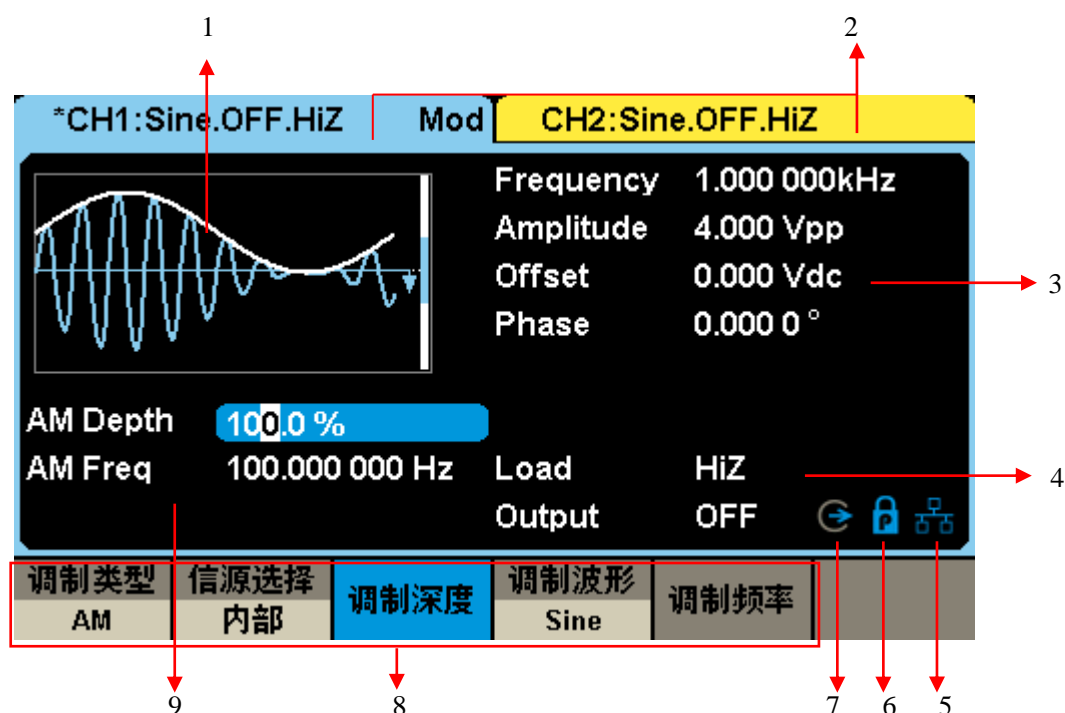 1 2
*CH1:Sine.OFF.HiZ Mod CH2:Sine.OFF.HiZ
Frequency 1.000 000kHz
Amplitude 4.000 Vpp
Offset 0.000 Vdc
3
Phase 0.000 0 °
AM Depth 100.0 %
AM Freq 100.000 000 Hz Load HiZ
4
Output OFF
P
调制类型 信源选择 调制深度 调制波形 调制频率
AM 内部 Sine
9 8 7 6 5